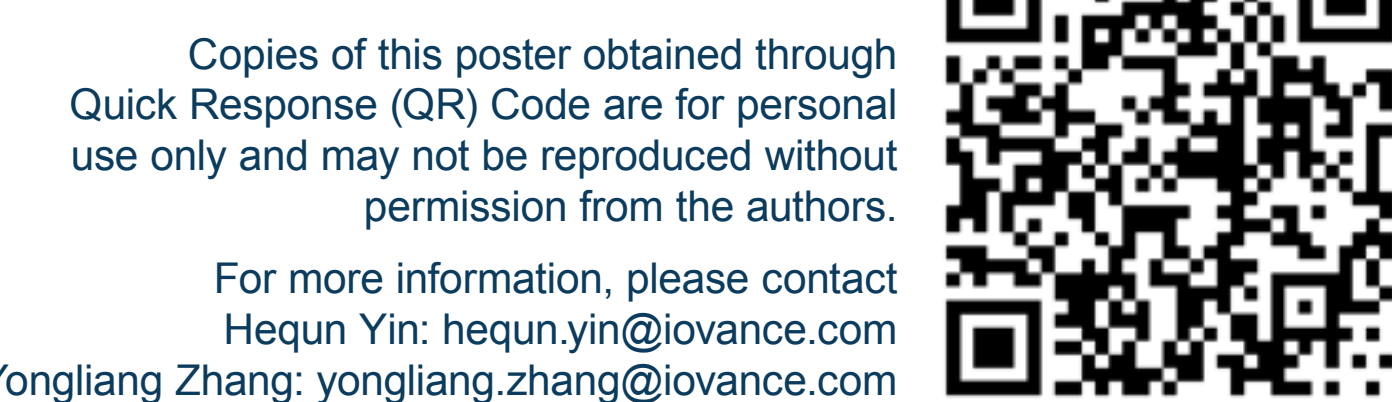 Copies of this poster obtained through
Quick Response (QR) Code are for personal
use only and may not be reproduced without
permission from the authors.
For more information, please contact
Hequn Yin: hequn.yin@iovance.com
Yongliang Zhang: yongliang.zhang@iovance.com